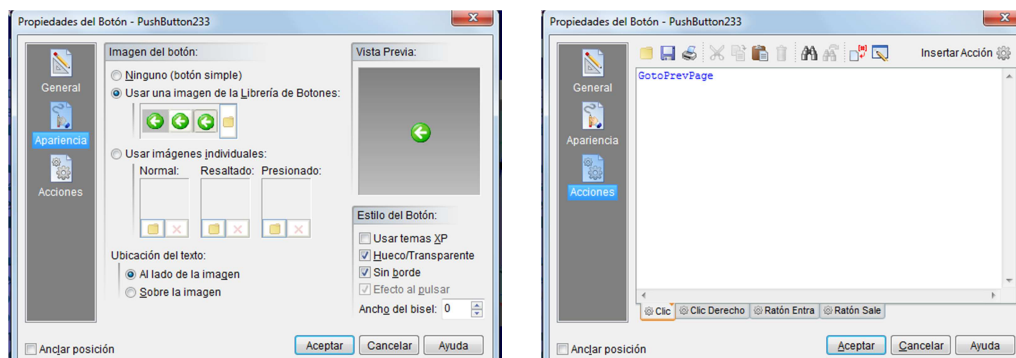 Propiedades del Botón - PushButton233
General
Apariencia
Acciones
Imagen del botón:
Ninguno (botón simple)
Usar una imagen de la Librería de Botones:
Usar imágenes individuales:
Normal: Resaltado: Presionado:
Ubicación del texto:
Al lado de la imagen
Sobre la imagen
Vista Previa:
Estilo del Botón:
Usar temas XP
Hueco/Transparente
Sin borde
Efecto al pulsar
Ancho del bisel: 0
Anclar posición
Aceptar Cancelar Ayuda
Propiedades del Botón - PushButton233
General
Apariencia
Acciones
Insertar Acción
GotoPrevPage
Clic Clic Derecho Ratón Entra Ratón Sale
Anclar posición
Aceptar Cancelar Ayuda